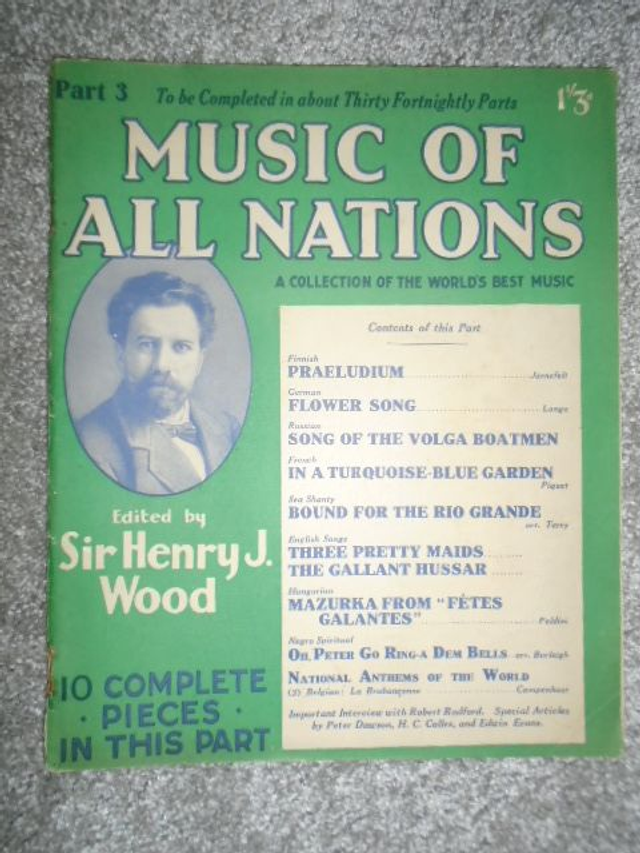 Part 3
To be Completed in about Thirty Fortnightly Parts
1/3d
MUSIC OF
ALL NATIONS
A COLLECTION OF THE WORLD'S BEST MUSIC
Contents of this Part
Finnish
PRAELUDIUM Jarnefelt
German
FLOWER SONG Lange
Russian
SONG OF THE VOLGA BOATMEN
French
IN A TURQUOISE-BLUE GARDEN
Piquet
Sea Shanty
BOUND FOR THE RIO GRANDE
arr. Terry
English Songs
THREE PRETTY MAIDS
THE GALLANT HUSSAR
Hungarian
MAZURKA FROM "FÊTES
GALANTES" Poldini
Negro Spiritual
OH, PETER GO RING-A DEM BELLS arr. Burleigh
NATIONAL ANTHEMS OF THE WORLD
Belgian: La Brabançonne Campenhout
Important Interview with Robert Radford. Special Articles
by Peter Dawson, H. C. Colles, and Edwin Evans.
Edited by
Sir Henry J.
Wood
10 COMPLETE
· PIECES ·
IN THIS PART